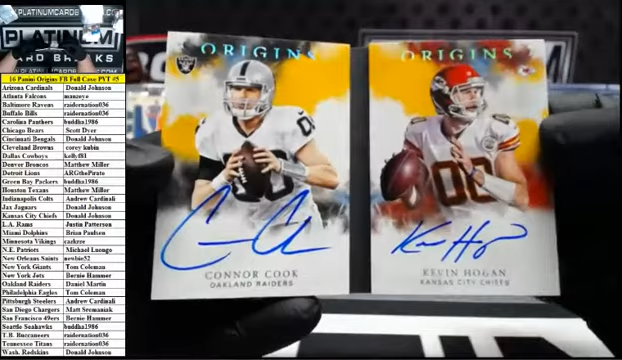 PLATINUMCARDB
PLATINUM
ARD BREAKS
16 Panini Origins FB Full Case PYT #5
Arizona Cardinals Donald Johnson
Atlanta Falcons manzeye
Baltimore Ravens raidernation036
Buffalo Bills raidernation036
Carolina Panthers buddha1986
Chicago Bears Scott Dyer
Cincinnati Bengals Donald Johnson
Cleveland Browns corey kubin
Dallas Cowboys kellyf81
Denver Broncos Matthew Miller
Detroit Lions ARGthePirate
Green Bay Packers buddha1986
Houston Texans Matthew Miller
Indianapolis Colts Andrew Cardinali
Jax Jaguars Donald Johnson
Kansas City Chiefs Donald Johnson
L.A. Rams Justin Patterson
Miami Dolphins Brian Paulsen
Minnesota Vikings
N.E. Patriots Michael Luongo
New Orleans Saints newbie52
New York Giants Tom Coleman
New York Jets Bernie Hammer
Oakland Raiders Daniel Martin
Philadelphia Eagles Tom Coleman
Pittsburg Steelers Andrew Cardinali
San Diego Chargers Matt Sromaniak
San Francisco 49ers Bernie Hammer
Seattle Seahawks buddha1986
T.B. Buccaneers raidernation036
Tennessee Titans raidernation036
Wash. Redskins Donald Johnson
ORIGINS
CONNOR COOK
OAKLAND RAIDERS
ORIGINS
KEVIN HOGAN
KANSAS CITY CHIEFS